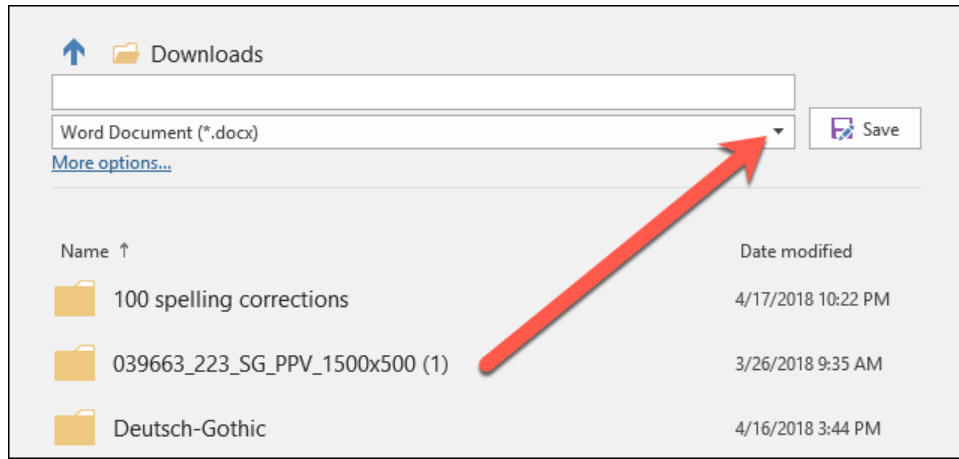 Downloads
Word Document (*.docx)
Save
More options...
Name ↑ Date modified
100 spelling corrections 4/17/2018 10:22 PM
039663_223_SG_PPV_1500x500 (1) 3/26/2018 9:35 AM
Deutsch-Gothic 4/16/2018 3:44 PM